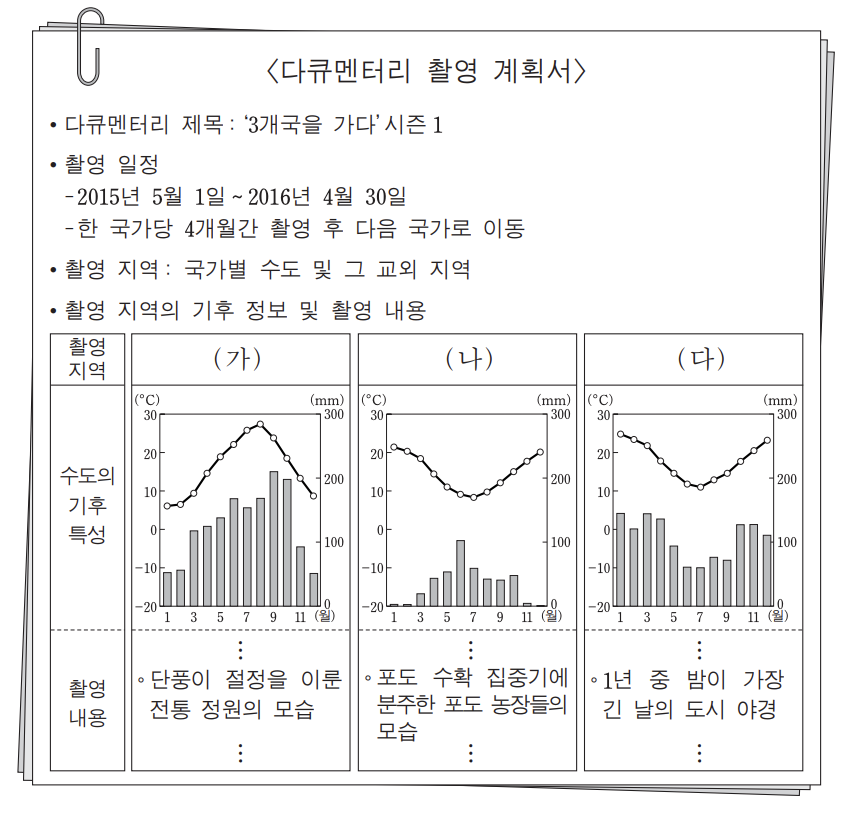 〈다큐멘터리 촬영 계획서〉
• 다큐멘터리 제목 : ‘3개국을 가다’ 시즌 1
• 촬영 일정
-2015년 5월 1일 ~ 2016년 4월 30일
-한 국가당 4개월간 촬영 후 다음 국가로 이동
• 촬영 지역 : 국가별 수도 및 그 교외 지역
• 촬영 지역의 기후 정보 및 촬영 내용
촬영
지역
(가)
(나)
(다)
수도의
기후
특성
(℃) (mm)
30 300
20
200
10
0
100
-10
-20 0
1 3 5 7 9 11 (월)
(℃) (mm)
30 300
20
200
10
0
100
-10
-20 0
1 3 5 7 9 11 (월)
(℃) (mm)
30 300
20
200
10
0
100
-10
-20 0
1 3 5 7 9 11 (월)
촬영
내용
⋮
◦ 단풍이 절정을 이룬
전통 정원의 모습
⋮
⋮
◦ 포도 수확 집중기에
분주한 포도 농장들의
모습
⋮
⋮
◦ 1년 중 밤이 가장
긴 날의 도시 야경
⋮